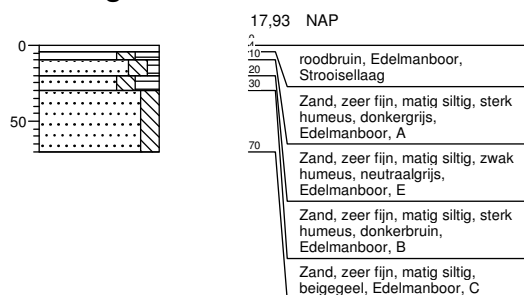 17,93 NAP
0
0
10
roodbruin, Edelmanboor,
Strooisellaag
20
30
Zand, zeer fijn, matig siltig, sterk
humeus, donkergrijs,
Edelmanboor, A
50
70
Zand, zeer fijn, matig siltig, zwak
humeus, neutraalgrijs,
Edelmanboor, E
Zand, zeer fijn, matig siltig, sterk
humeus, donkerbruin,
Edelmanboor, B
Zand, zeer fijn, matig siltig,
beigegeel, Edelmanboor, C